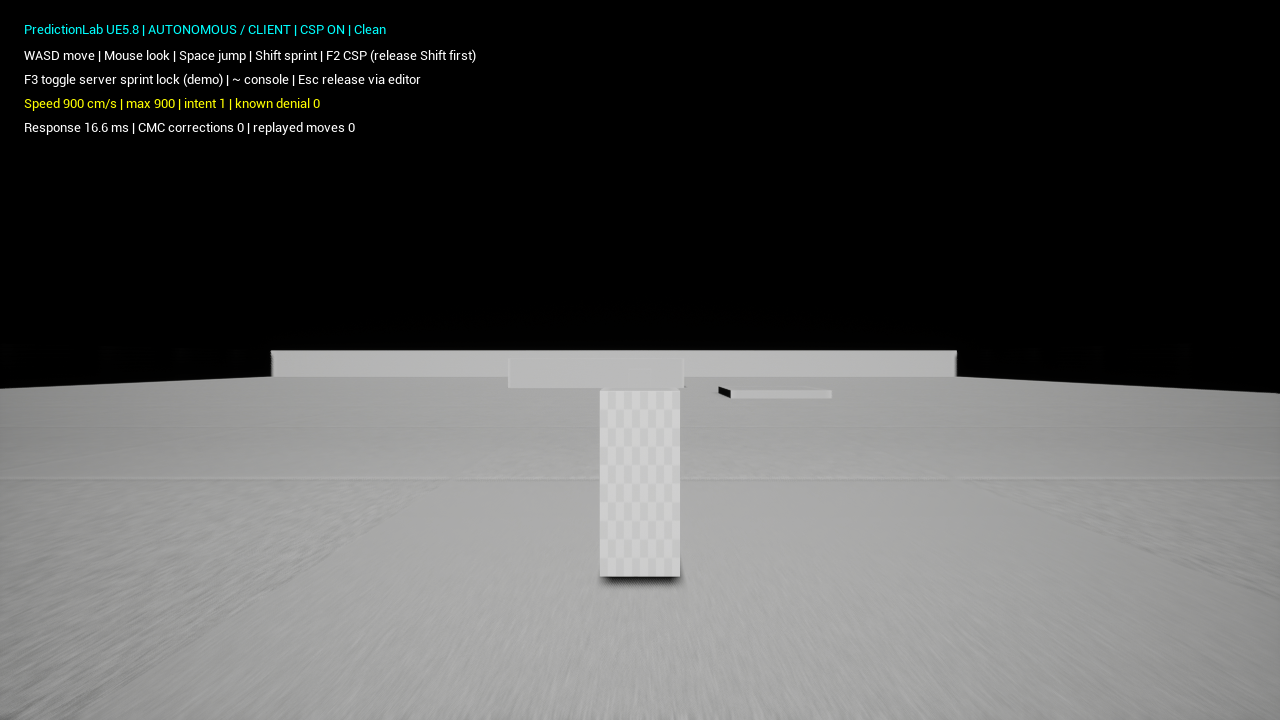 PredictionLab UE5.8 | AUTONOMOUS / CLIENT | CSP ON | Clean
WASD move | Mouse look | Space jump | Shift sprint | F2 CSP (release Shift first)
F3 toggle server sprint lock (demo) | ~ console | Esc release via editor
Speed 900 cm/s | max 900 | intent 1 | known denial 0
Response 16.6 ms | CMC corrections 0 | replayed moves 0